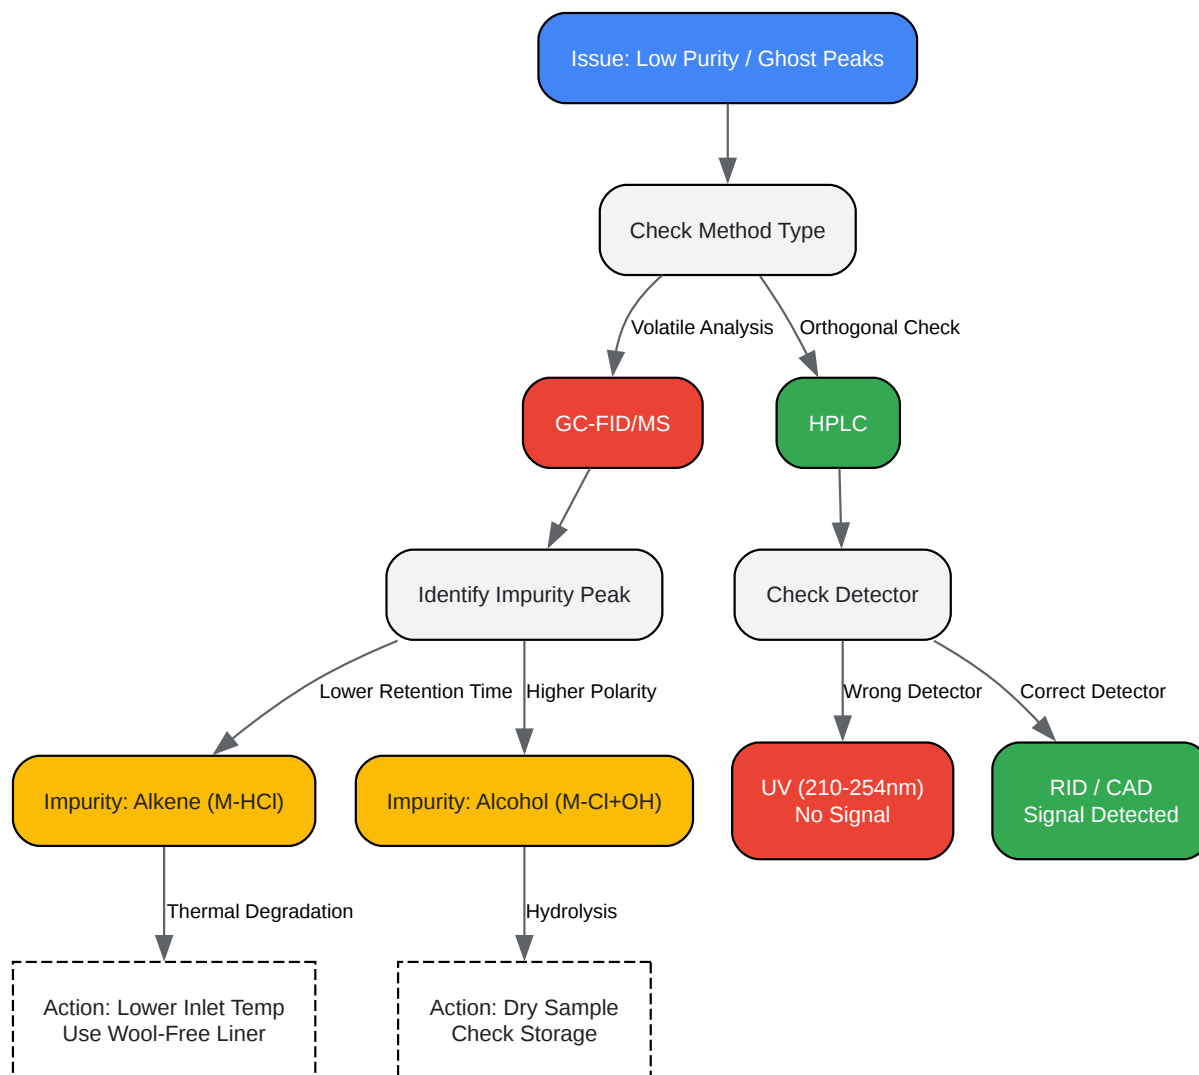 Issue: Low Purity / Ghost Peaks
Check Method Type
Volatile Analysis
Orthogonal Check
GC-FID/MS
HPLC
Identify Impurity Peak
Check Detector
Lower Retention Time
Higher Polarity
Wrong Detector
Correct Detector
Impurity: Alkene (M-HCl)
Impurity: Alcohol (M-Cl+OH)
UV (210-254nm)
No Signal
RID / CAD
Signal Detected
Thermal Degradation
Hydrolysis
Action: Lower Inlet Temp
Use Wool-Free Liner
Action: Dry Sample
Check Storage